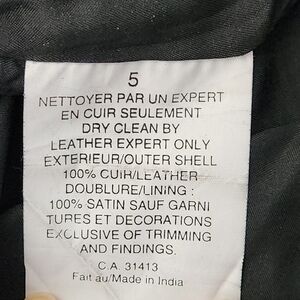 5
NETTOYER PAR UN EXPERT
EN CUIR SEULEMENT
DRY CLEAN BY
LEATHER EXPERT ONLY
EXTERIEUR/OUTER SHELL
100% CUIR/LEATHER
DOUBLURE/LINING :
100% SATIN SAUF GARNI
TURES ET DECORATIONS
EXCLUSIVE OF TRIMMING
AND FINDINGS.
C.A. 31413
Fait au/Made in India